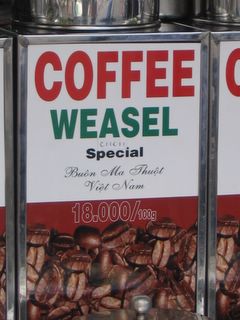 COFFEE
WEASEL
Special
Buôn Ma Thuột
Việt Nam
18.000/100g